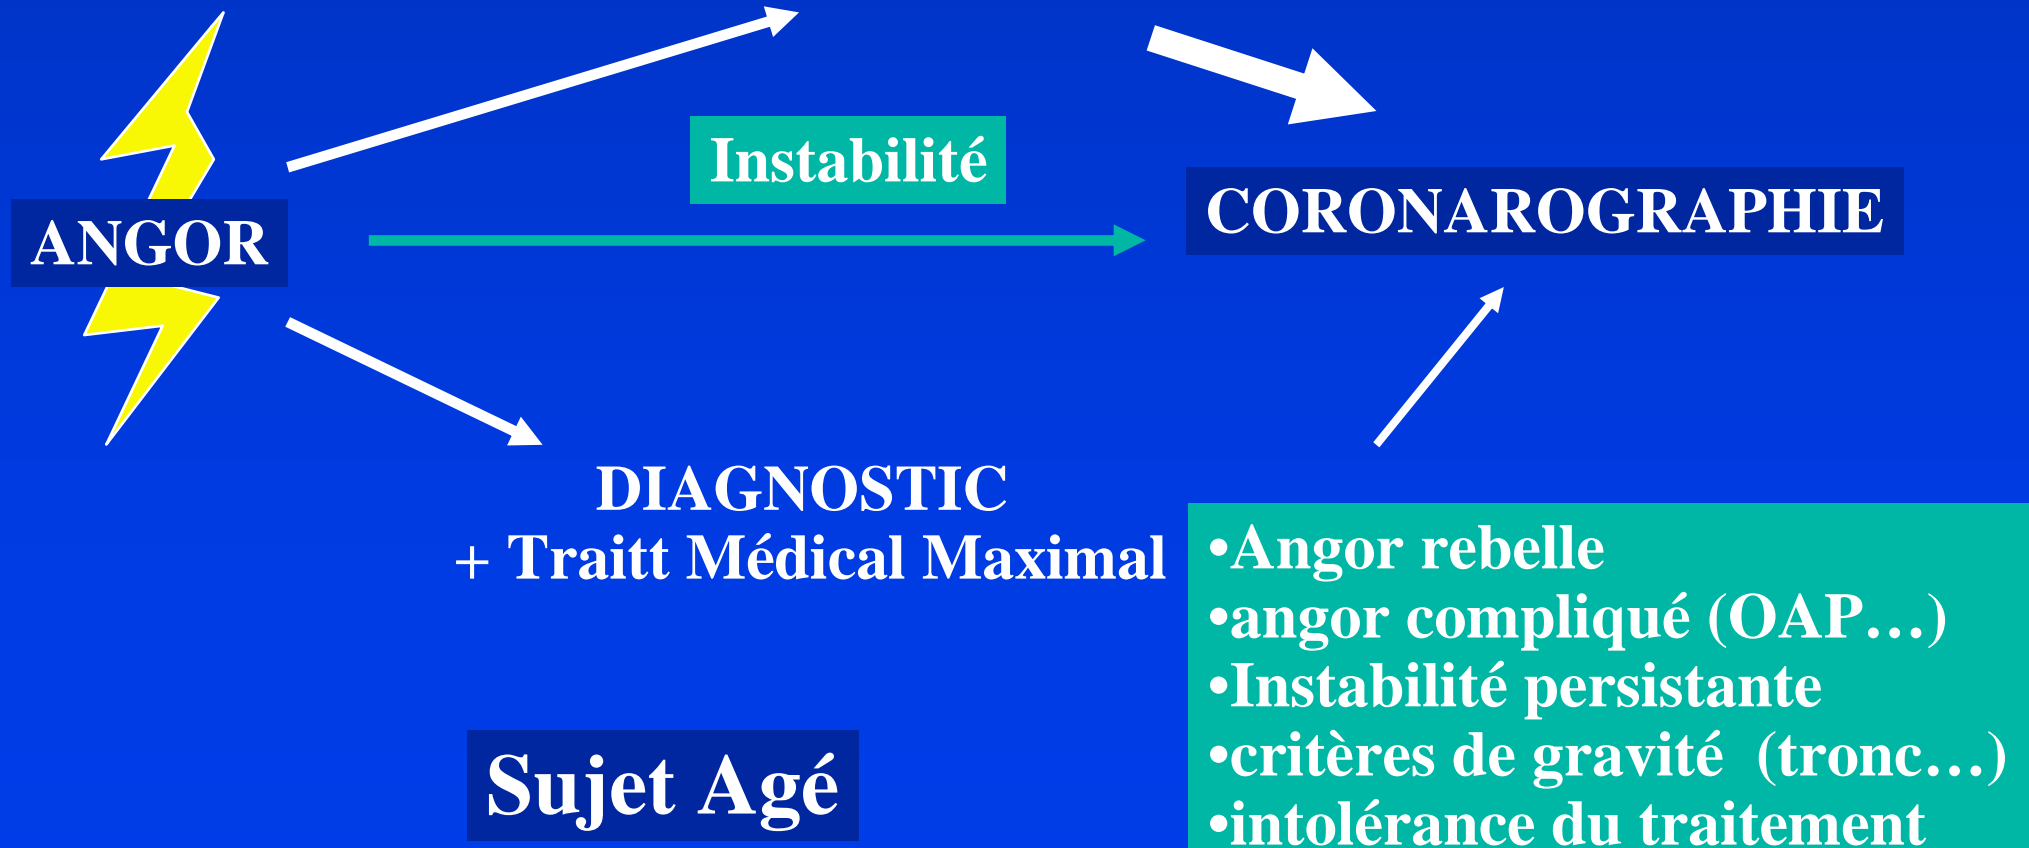 Instabilité
ANGOR
CORONAROGRAPHIE
DIAGNOSTIC
+ Traitt Médical Maximal
•Angor rebelle
•angor compliqué (OAP…)
•Instabilité persistante
•critères de gravité (tronc…)
•intolérance du traitement
Sujet Agé